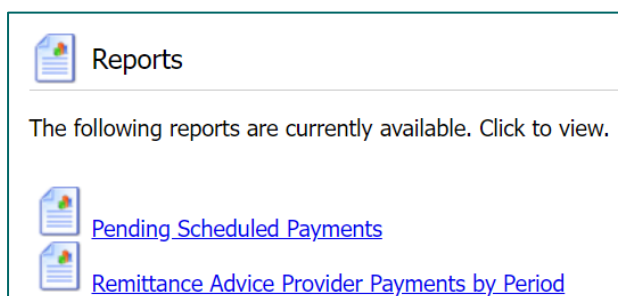 Reports
The following reports are currently available. Click to view.
Pending Scheduled Payments
Remittance Advice Provider Payments by Period